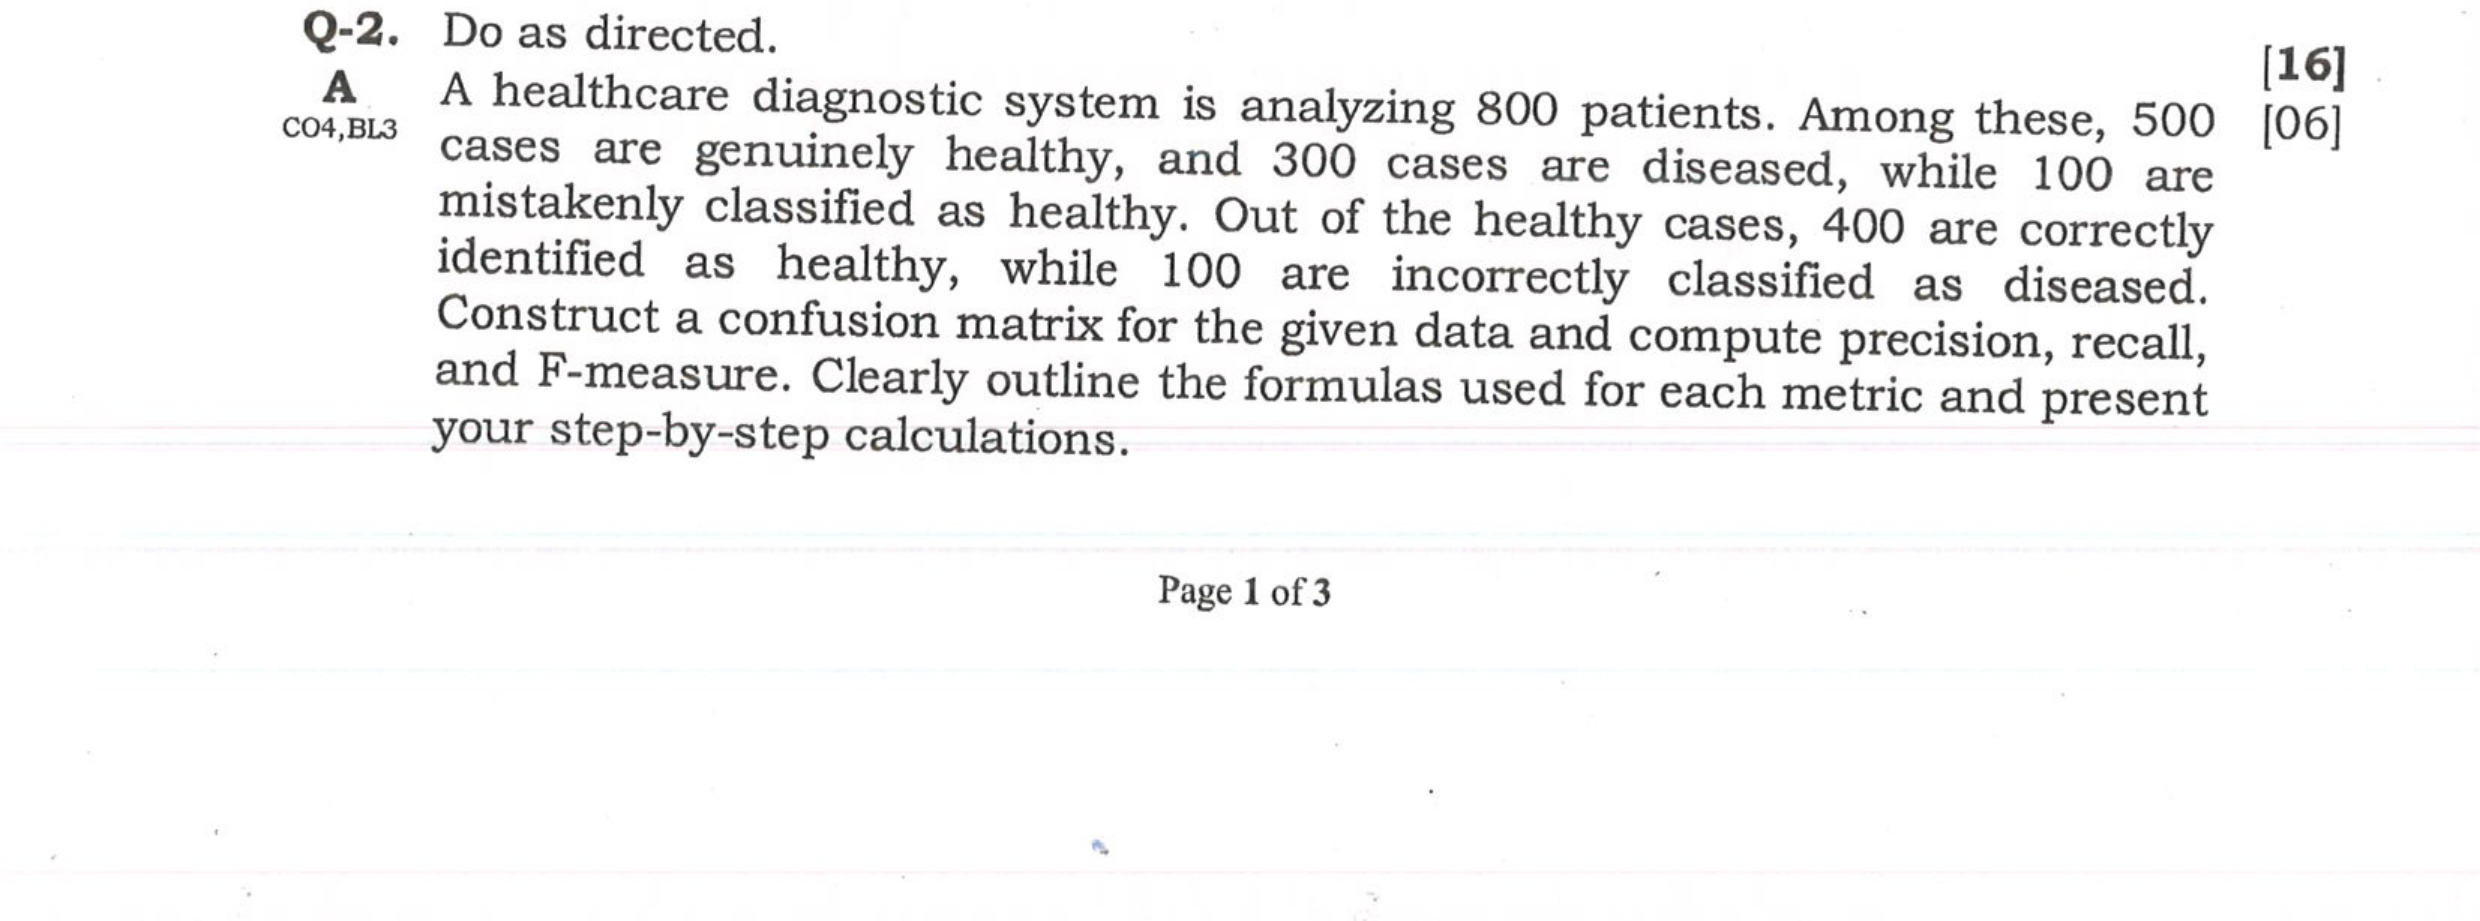 Q-2. Do as directed. [16]
A A healthcare diagnostic system is analyzing 800 patients. Among these, 500 [06]
CO4,BL3 cases are genuinely healthy, and 300 cases are diseased, while 100 are
mistakenly classified as healthy. Out of the healthy cases, 400 are correctly
identified as healthy, while 100 are incorrectly classified as diseased.
Construct a confusion matrix for the given data and compute precision, recall,
and F-measure. Clearly outline the formulas used for each metric and present
your step-by-step calculations.
Page 1 of 3